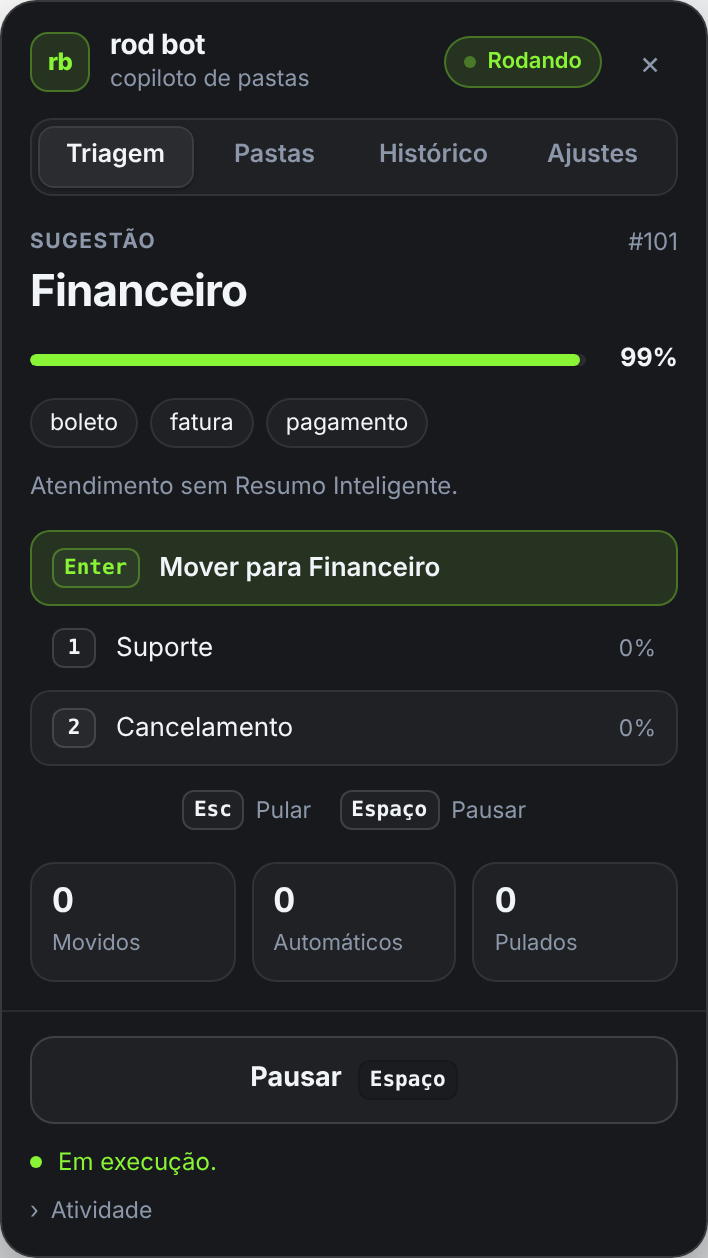 rb
rod bot
copiloto de pastas
Rodando
×
Triagem Pastas Histórico Ajustes
SUGESTÃO #101
Financeiro
99%
boleto fatura pagamento
Atendimento sem Resumo Inteligente.
Enter Mover para Financeiro
1 Suporte 0%
2 Cancelamento 0%
Esc Pular Espaço Pausar
0 0 0
Movidos Automáticos Pulados
Pausar Espaço
Em execução.
› Atividade